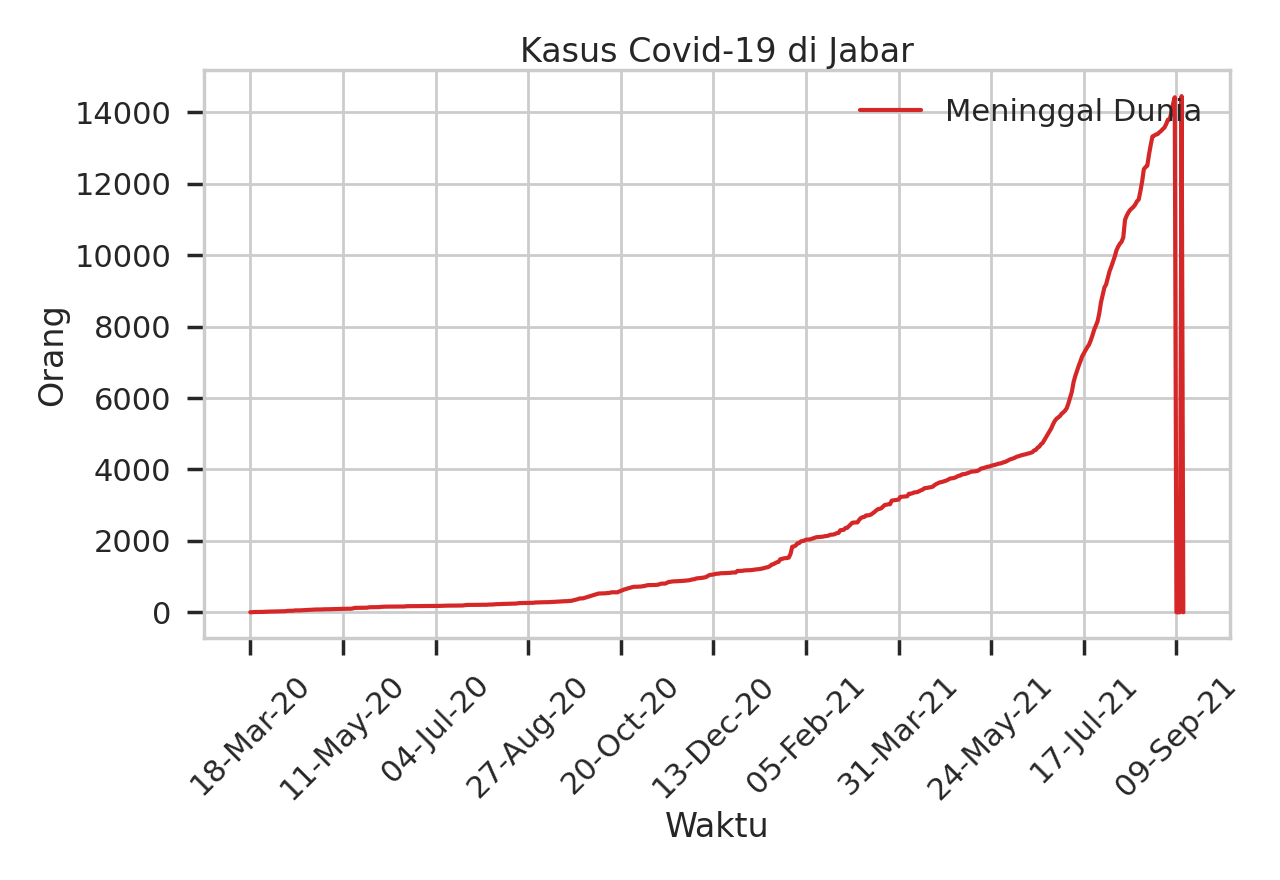 Kasus Covid-19 di Jabar
Meninggal Dunia
Orang
14000
12000
10000
8000
6000
4000
2000
0
18-Mar-20
11-May-20
04-Jul-20
27-Aug-20
20-Oct-20
13-Dec-20
05-Feb-21
31-Mar-21
24-May-21
17-Jul-21
09-Sep-21
Waktu